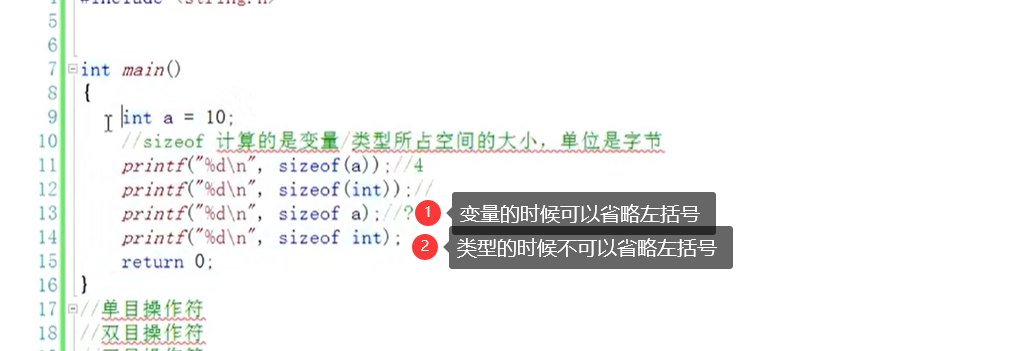 4 #include <string.h>
5
6
7 int main()
8 {
9 int a = 10;
10 //sizeof 计算的是变量/类型所占空间的大小，单位是字节
11 printf("%d\n", sizeof(a));//4
12 printf("%d\n", sizeof(int));//
13 printf("%d\n", sizeof a);//? 1 变量的时候可以省略左括号
14 printf("%d\n", sizeof int); 2 类型的时候不可以省略左括号
15 return 0;
16 }
17 //单目操作符
18 //双目操作符